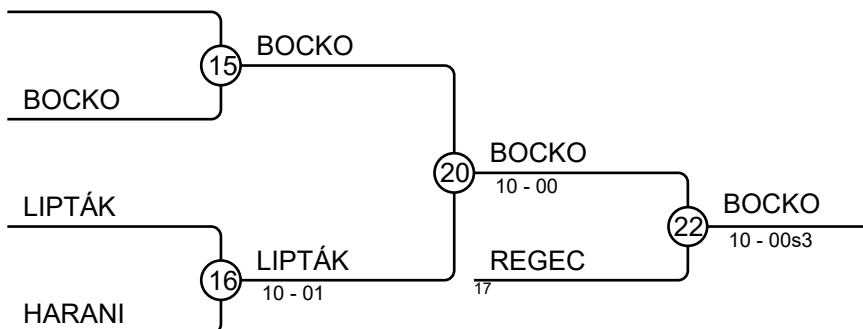 BOCKO
15
BOCKO
BOCKO
20
10 - 00
LIPTÁK
BOCKO
22
10 - 00s3
LIPTÁK
REGEC
16
10 - 01
17
HARANI